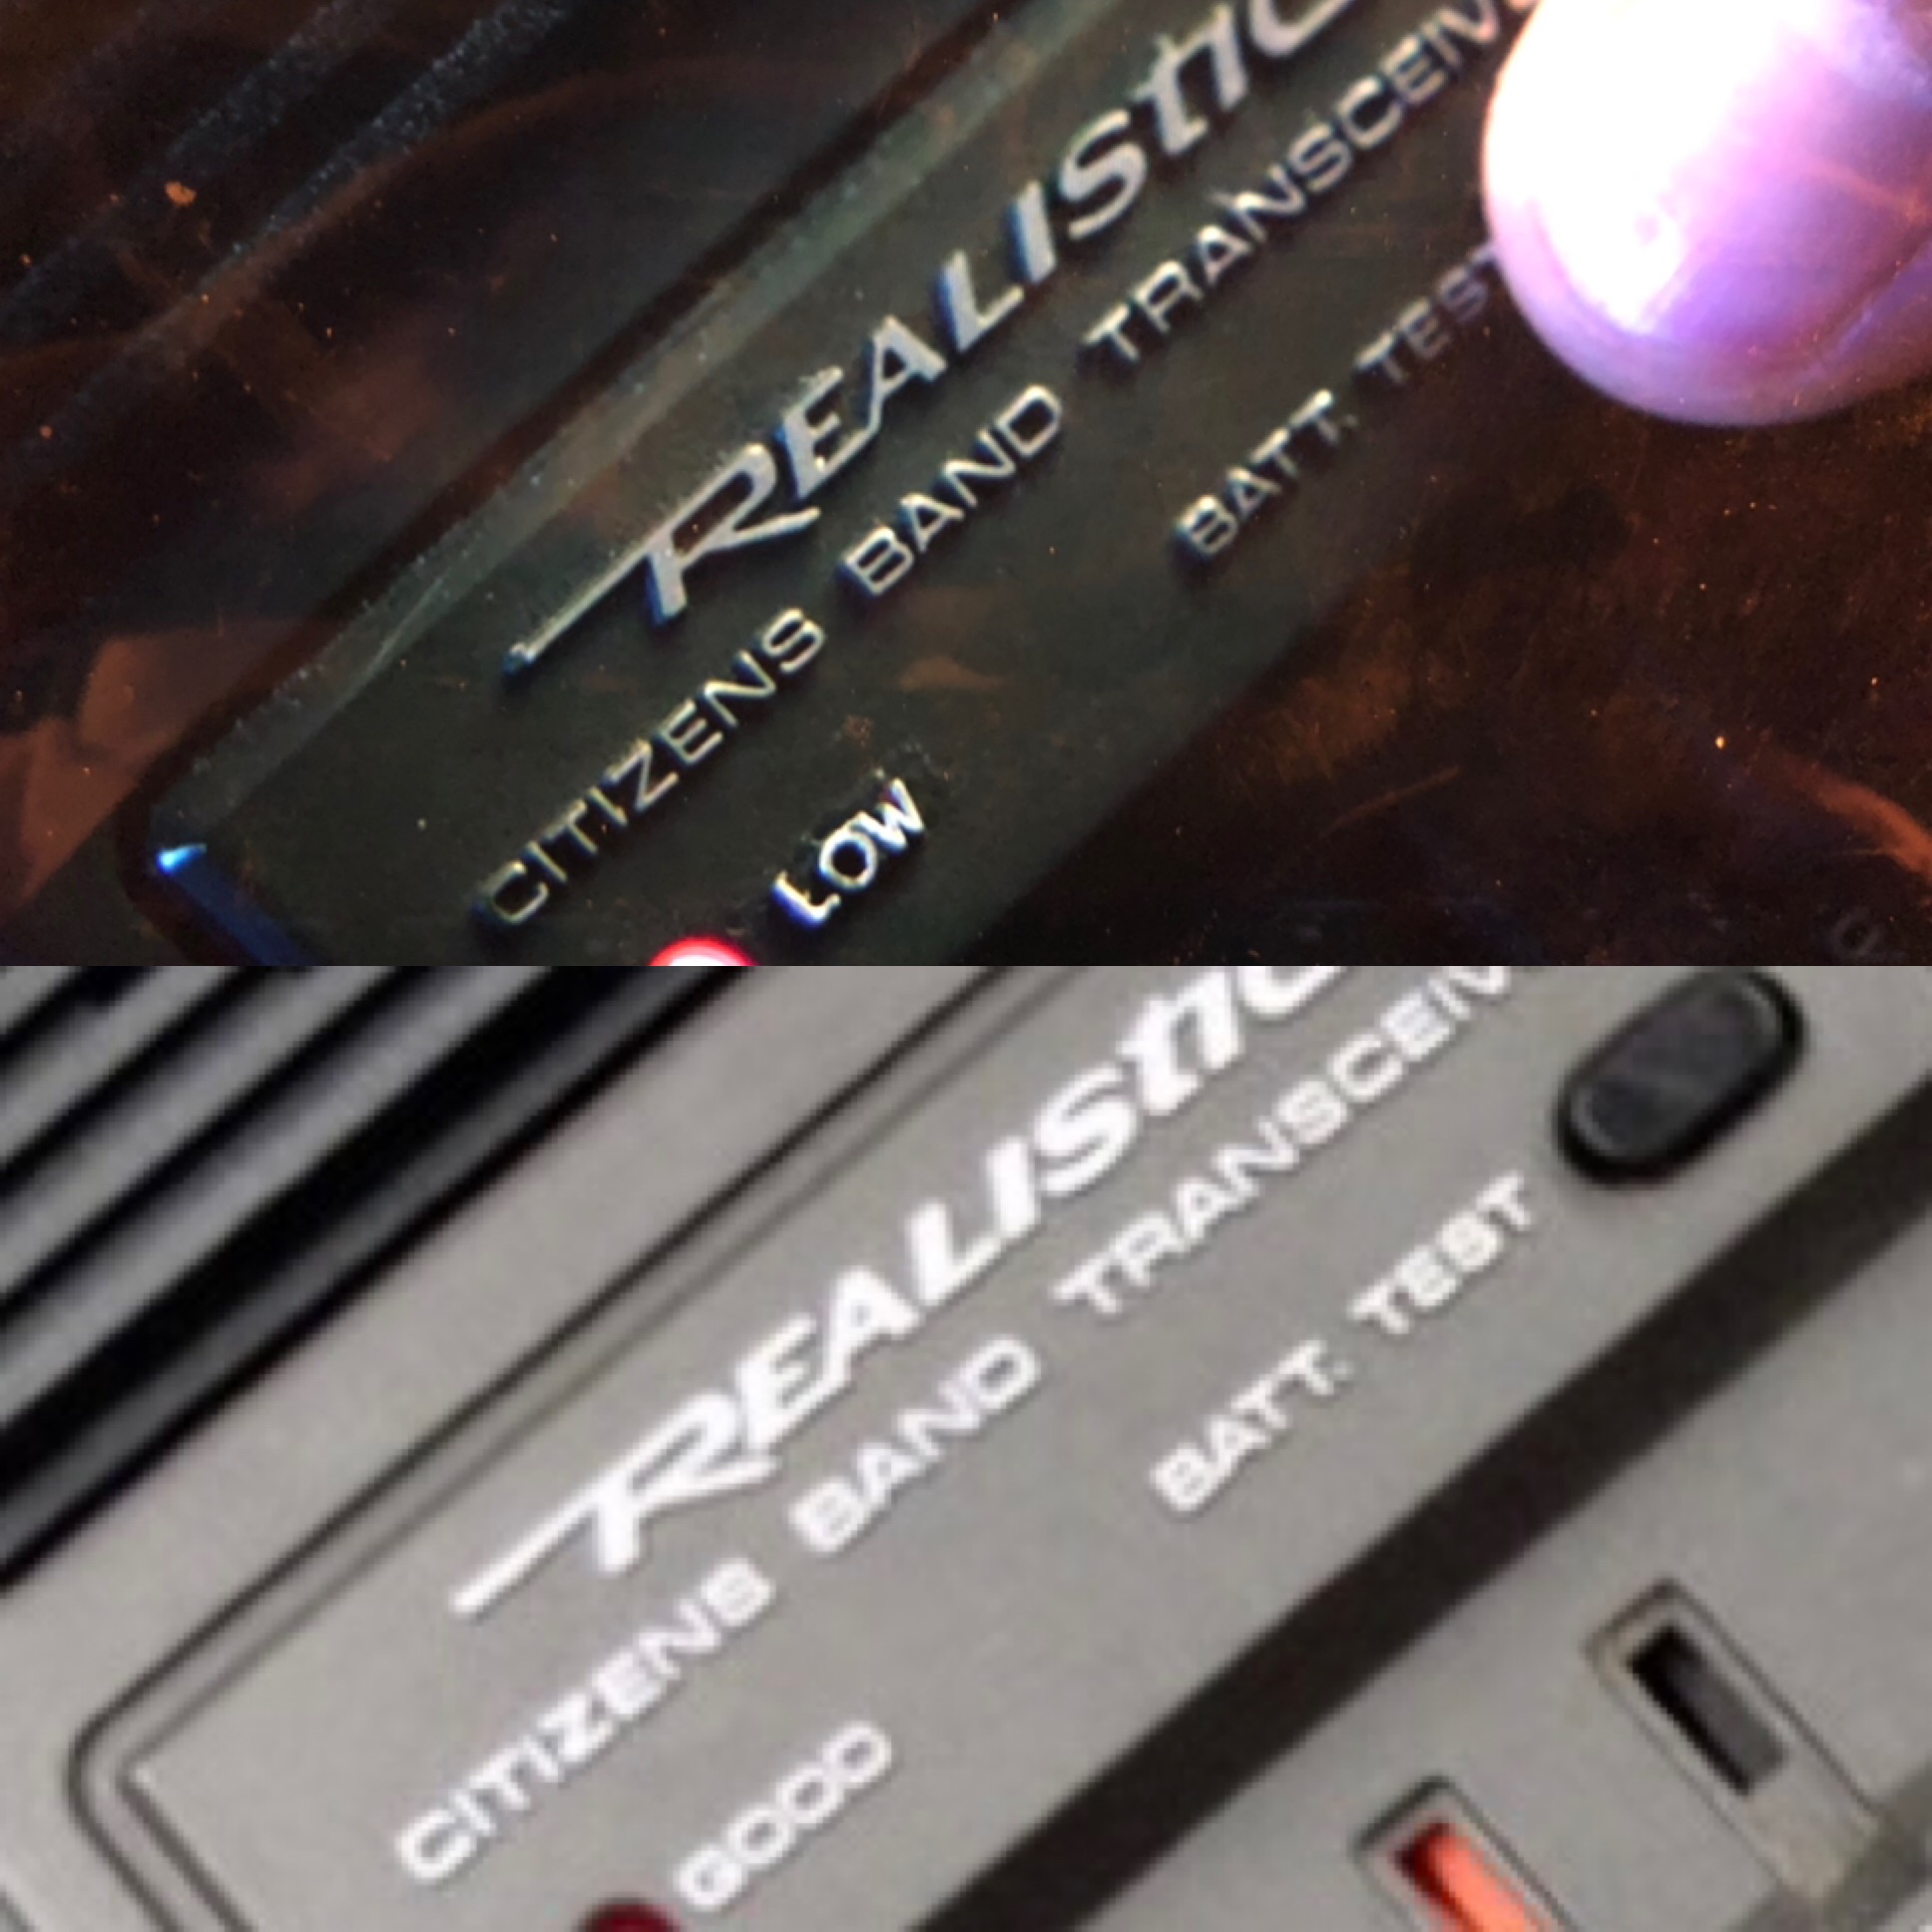 REALISTIC
CITIZENS BAND TRANSCEIV
BATT. TEST
LOW
REALISTIC
CITIZENS BAND TRANSCEIV
BATT. TEST
GOOD